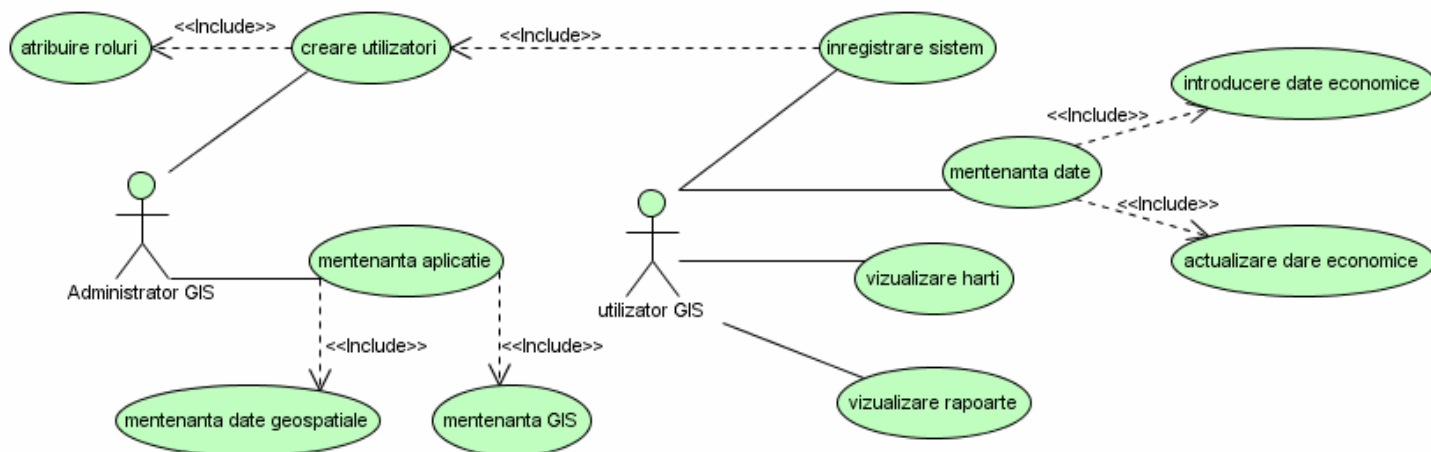 <<Include>>
<<Include>>
atribuire roluri
creare utilizatori
inregistrare sistem
introducere date economice
<<Include>>
mentenanta date
<<Include>>
mentenanta aplicatie
actualizare dare economice
vizualizare harti
Administrator GIS
utilizator GIS
<<Include>>
<<Include>>
vizualizare rapoarte
mentenanta date geospatiale
mentenanta GIS